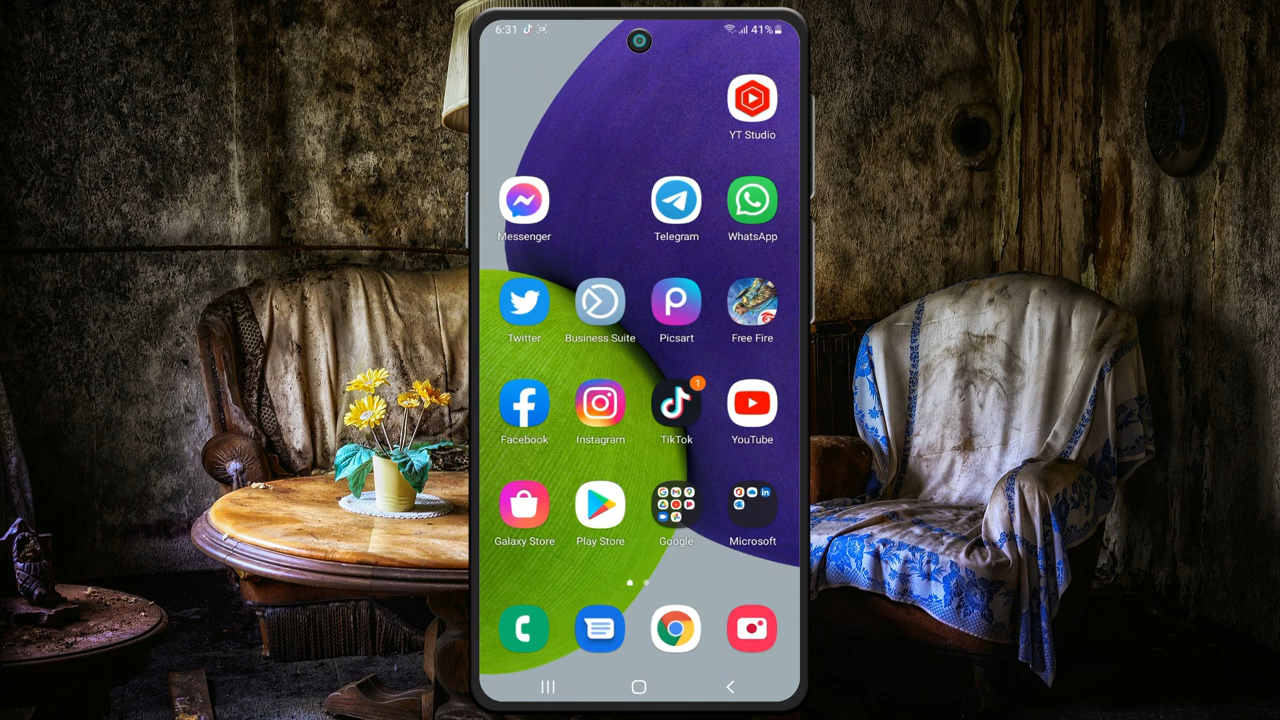 6:31 41%
YT Studio
Messenger Telegram WhatsApp
Twitter Business Suite Picsart Free Fire
1
Facebook Instagram TikTok YouTube
Galaxy Store Play Store Google Microsoft